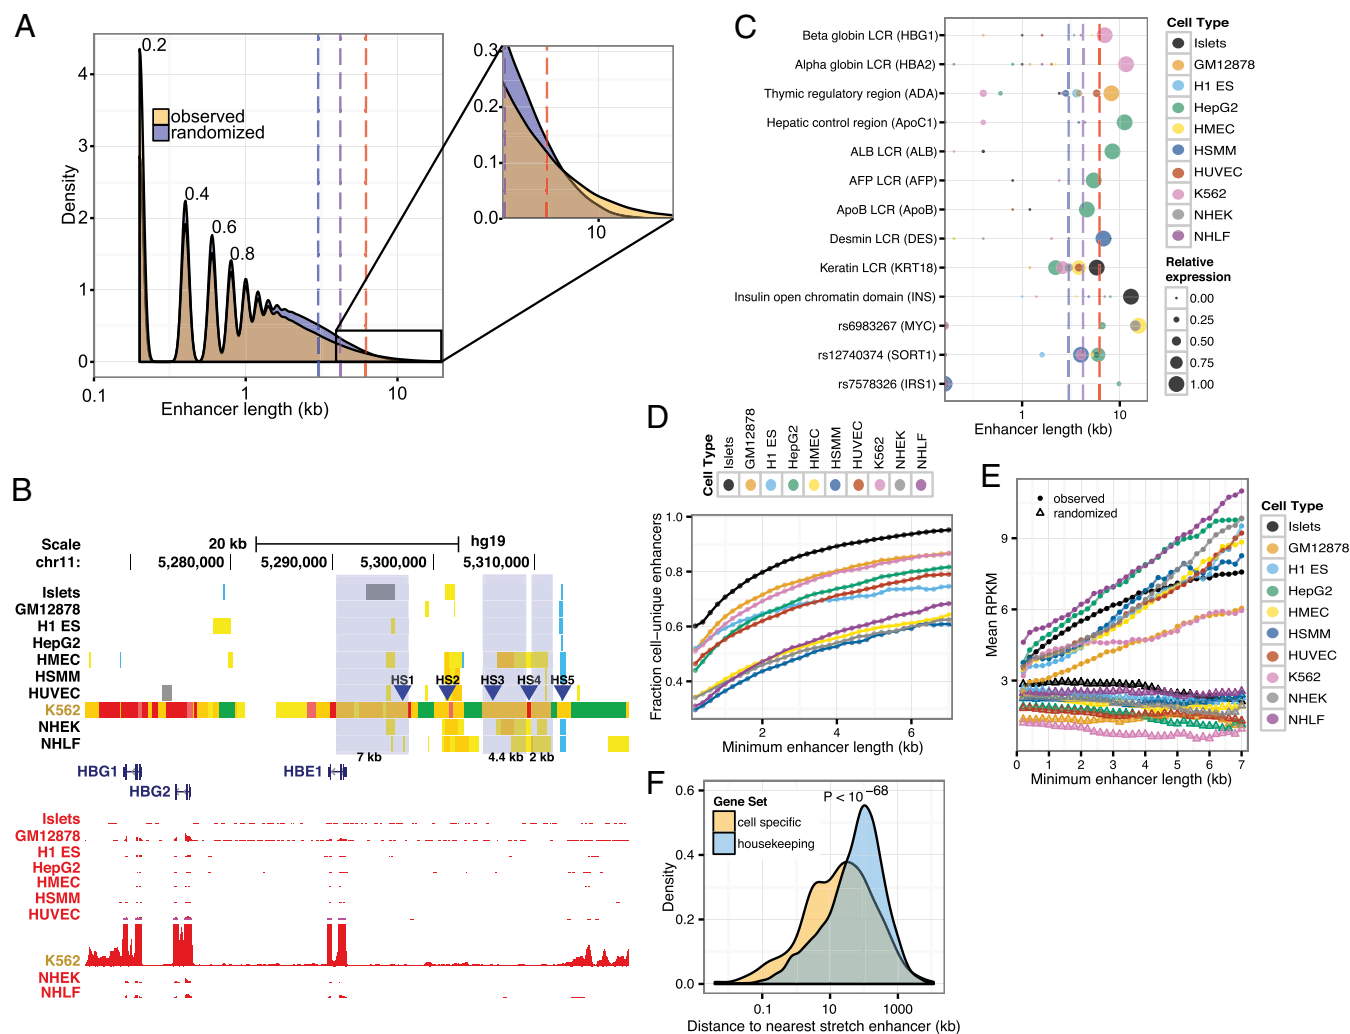 A
0.2
0.4
0.6
0.8
observed
randomized
Density
4
3
2
1
0
0.1
1
10
Enhancer length (kb)
0.3
0.2
0.1
0.0
10
B
Scale
20 kb
hg19
chr11:
5,280,000
5,290,000
5,300,000
5,310,000
Islets
GM12878
H1 ES
HepG2
HMEC
HSMM
HUVEC
K562
NHEK
NHLF
HS1
HS2
HS3
HS4
HS5
7 kb
4.4 kb
2 kb
HBG1
HBG2
HBE1
Islets
GM12878
H1 ES
HepG2
HMEC
HSMM
HUVEC
K562
NHEK
NHLF
C
Beta globin LCR (HBG1)
Alpha globin LCR (HBA2)
Thymic regulatory region (ADA)
Hepatic control region (ApoC1)
ALB LCR (ALB)
AFP LCR (AFP)
ApoB LCR (ApoB)
Desmin LCR (DES)
Keratin LCR (KRT18)
Insulin open chromatin domain (INS)
rs6983267 (MYC)
rs12740374 (SORT1)
rs7578326 (IRS1)
1
10
Enhancer length (kb)
Cell Type
Islets
GM12878
H1 ES
HepG2
HMEC
HSMM
HUVEC
K562
NHEK
NHLF
Relative
expression
0.00
0.25
0.50
0.75
1.00
D
Cell Type
Islets
GM12878
H1 ES
HepG2
HMEC
HSMM
HUVEC
K562
NHEK
NHLF
Fraction cell–unique enhancers
1.0
0.8
0.6
0.4
2
4
6
Minimum enhancer length (kb)
E
observed
randomized
Mean RPKM
9
6
3
0
1
2
3
4
5
6
7
Minimum enhancer length (kb)
Cell Type
Islets
GM12878
H1 ES
HepG2
HMEC
HSMM
HUVEC
K562
NHEK
NHLF
F
Gene Set
cell specific
housekeeping
P < 10−68
Density
0.6
0.4
0.2
0.0
0.1
10
1000
Distance to nearest stretch enhancer (kb)